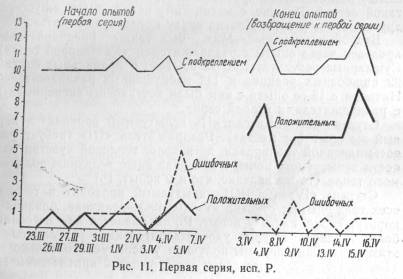 Начало опытов
(первая серия)
Конец опытов
(возвращение к первой серии)
13
12
11
10
9
8
7
6
5
4
3
2
1
С подкреплением
Ошибочных
Положительных
С подкреплением
Положительных
Ошибочных
23.III
26.III
27.III
29.III
31.III
1.IV
2.IV
3.IV
4.IV
5.IV
7.IV
3.IV
4.IV
8.IV
9.IV
10.IV
13.IV
14.IV
15.IV
16.IV
Рис. 11. Первая серия, исп. Р.